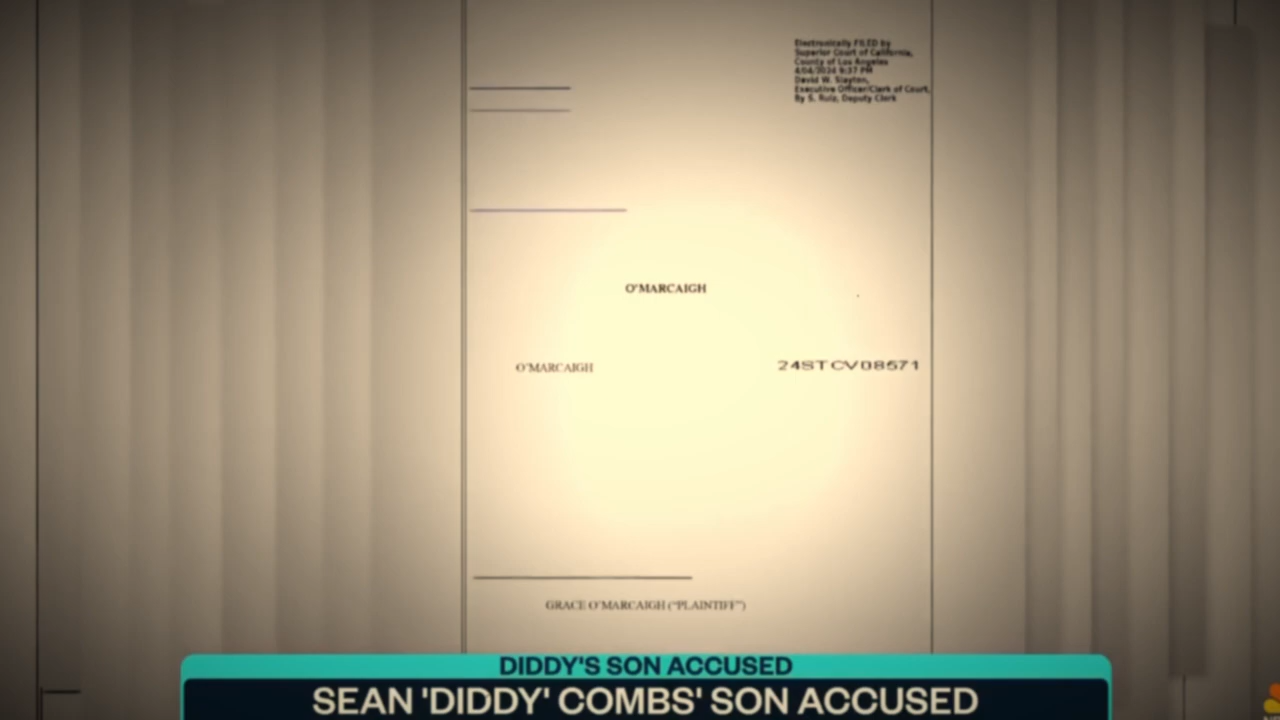 Electronically FILED by
Superior Court of California,
County of Los Angeles
4/04/2024 9:37 PM
David W. Slayton,
Executive Officer/Clerk of Court,
By S. Ruiz, Deputy Clerk
O'MARCAIGH
O'MARCAIGH
24STCV08571
GRACE O'MARCAIGH ("PLAINTIFF")
DIDDY'S SON ACCUSED
SEAN 'DIDDY' COMBS' SON ACCUSED